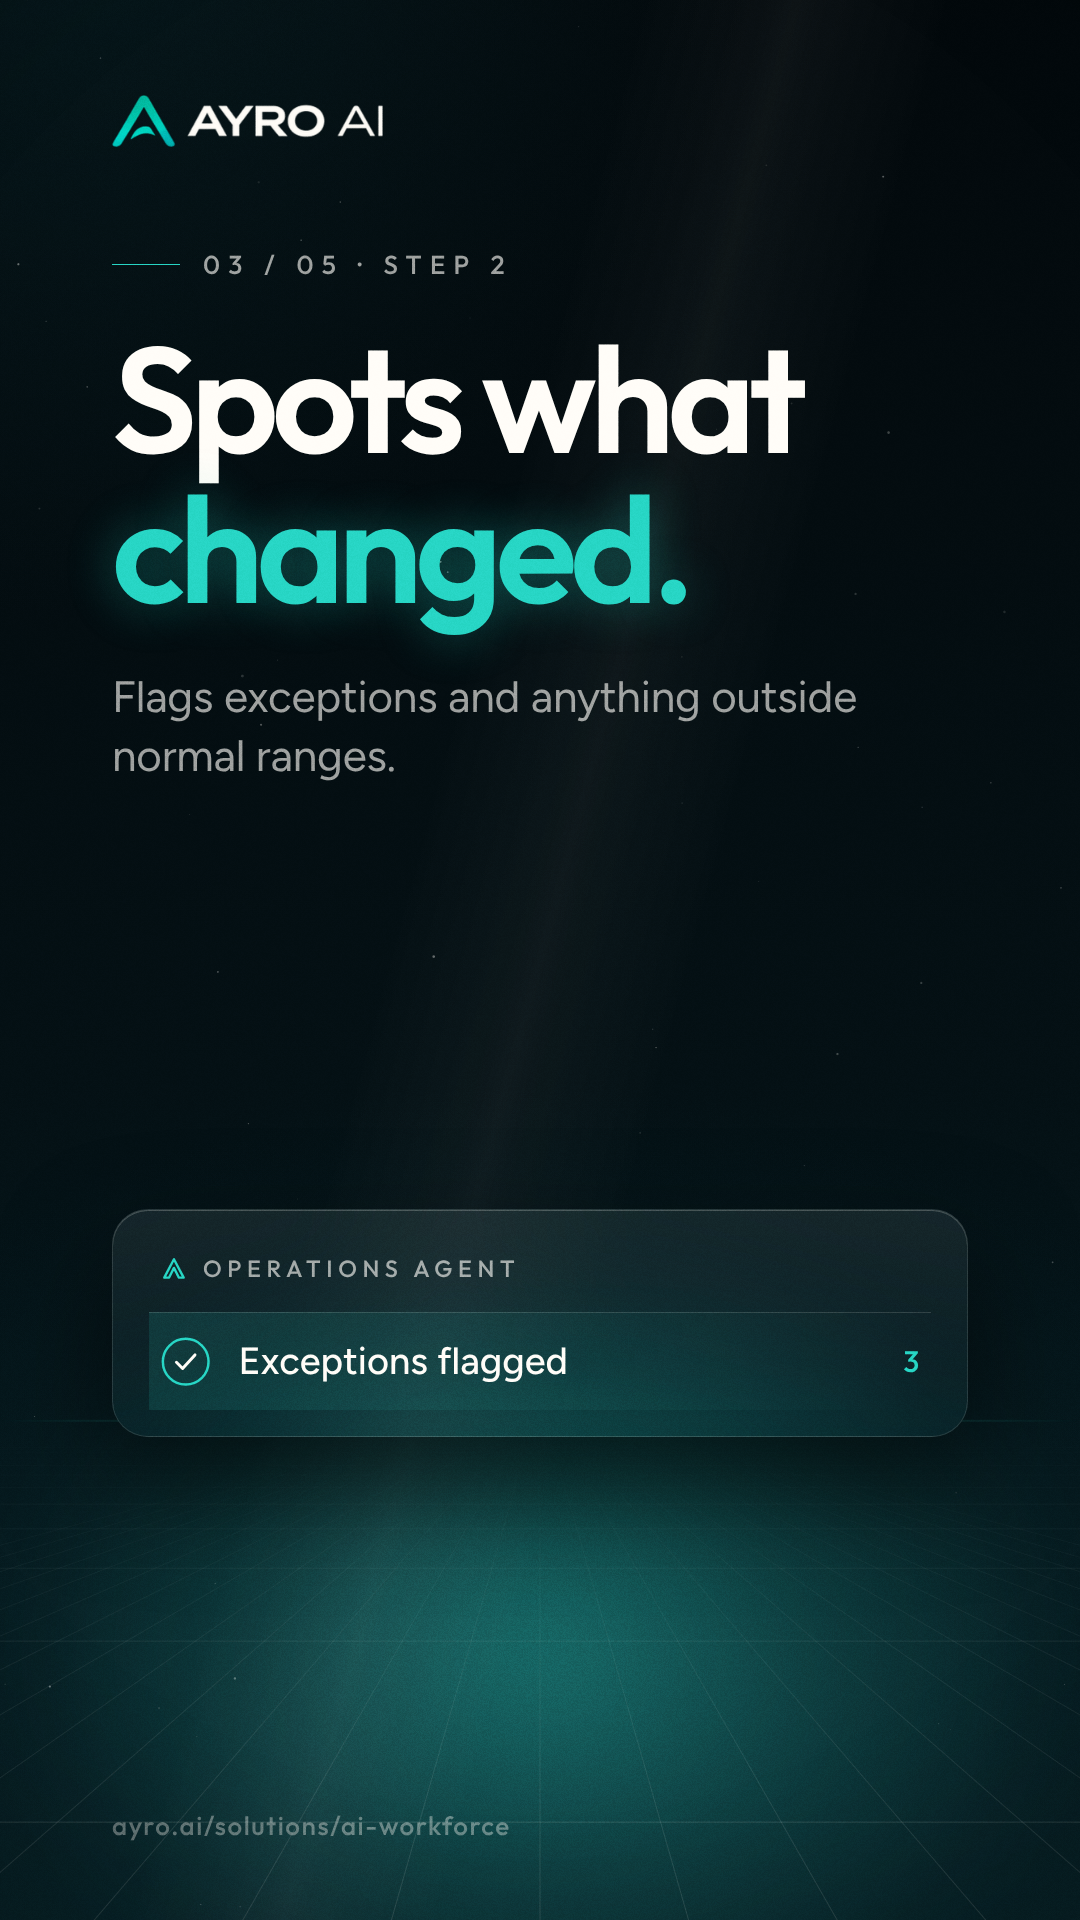 AYRO AI
03 / 05 · STEP 2
Spots what
changed.
Flags exceptions and anything outside
normal ranges.
OPERATIONS AGENT
Exceptions flagged 3
ayro.ai/solutions/ai-workforce